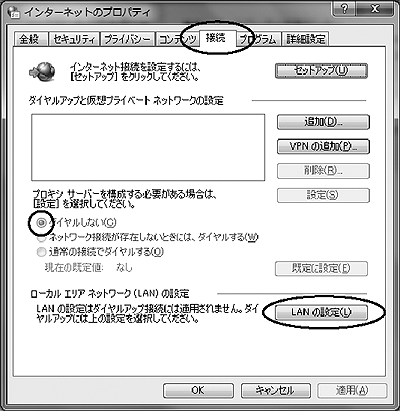 インターネットのプロパティ
全般 セキュリティ プライバシー コンテンツ 接続 プログラム 詳細設定
インターネット接続を設定するには、
[セットアップ] をクリックしてください。
セットアップ(U)
ダイヤルアップと仮想プライベート ネットワークの設定
追加(D)...
VPN の追加(P)...
削除(R)...
プロキシ サーバーを構成する必要がある場合は、
[設定] を選択してください。
設定(S)
ダイヤルしない(C)
ネットワーク接続が存在しないときには、ダイヤルする(W)
通常の接続でダイヤルする(O)
現在の既定値: なし
既定に設定(E)
ローカル エリア ネットワーク (LAN) の設定
LAN の設定はダイヤルアップ接続には適用されません。ダイ
ヤルアップには上の設定を選択してください。
LAN の設定(L)
OK キャンセル 適用(A)